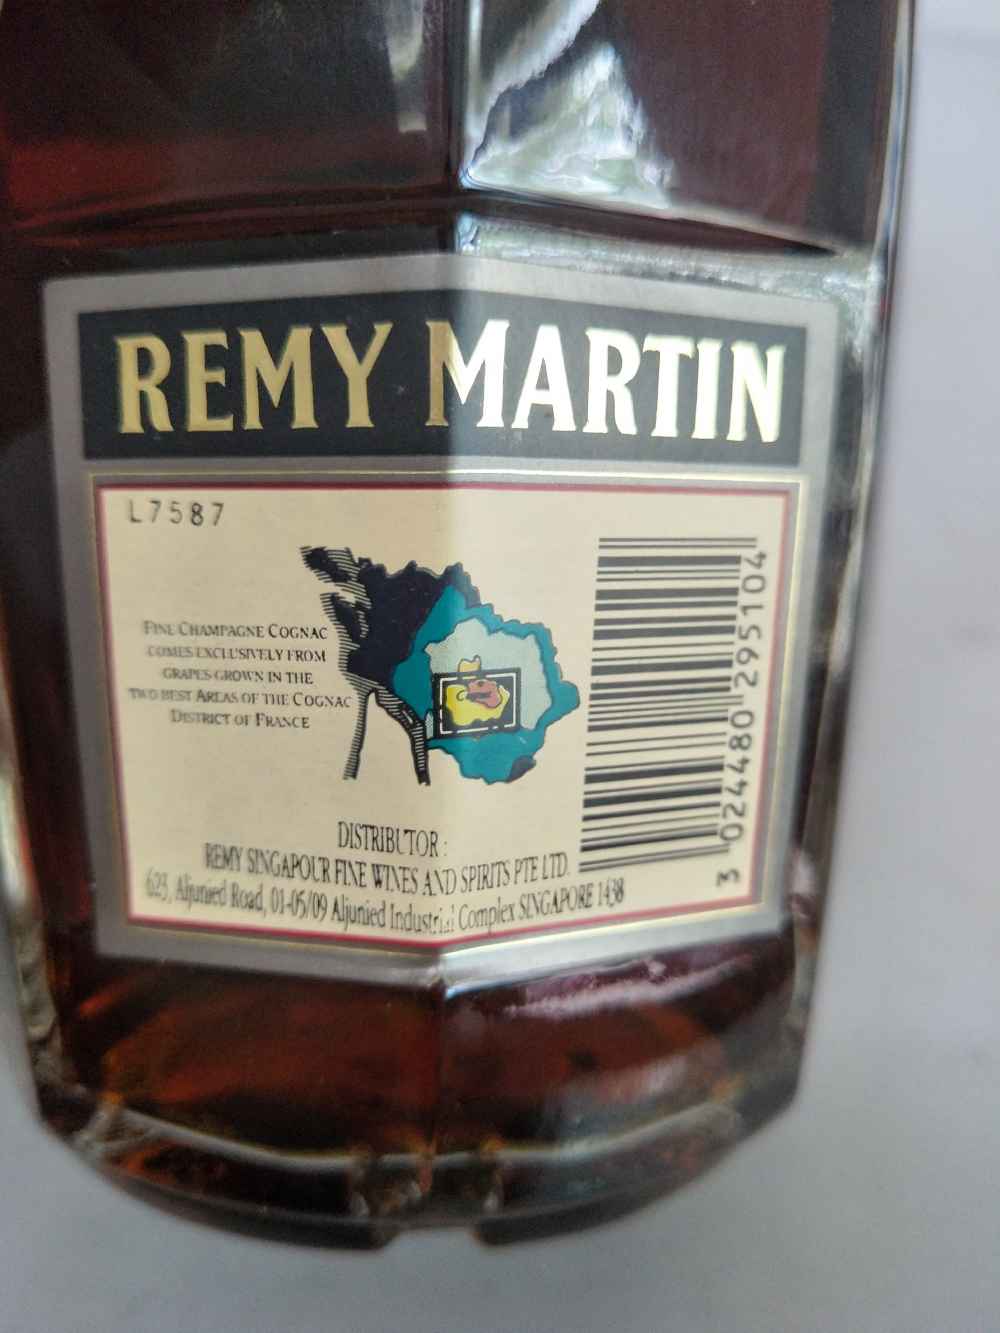 REMY MARTIN
L7587
FINE CHAMPAGNE COGNAC
COMES EXCLUSIVELY FROM
GRAPES GROWN IN THE
TWO BEST AREAS OF THE COGNAC
DISTRICT OF FRANCE
DISTRIBUTOR :
REMY SINGAPOUR FINE WINES AND SPIRITS PTE LTD.
625, Aljunied Road, 01-05/09 Aljunied Industrial Complex SINGAPORE 1438
3 024480 295104